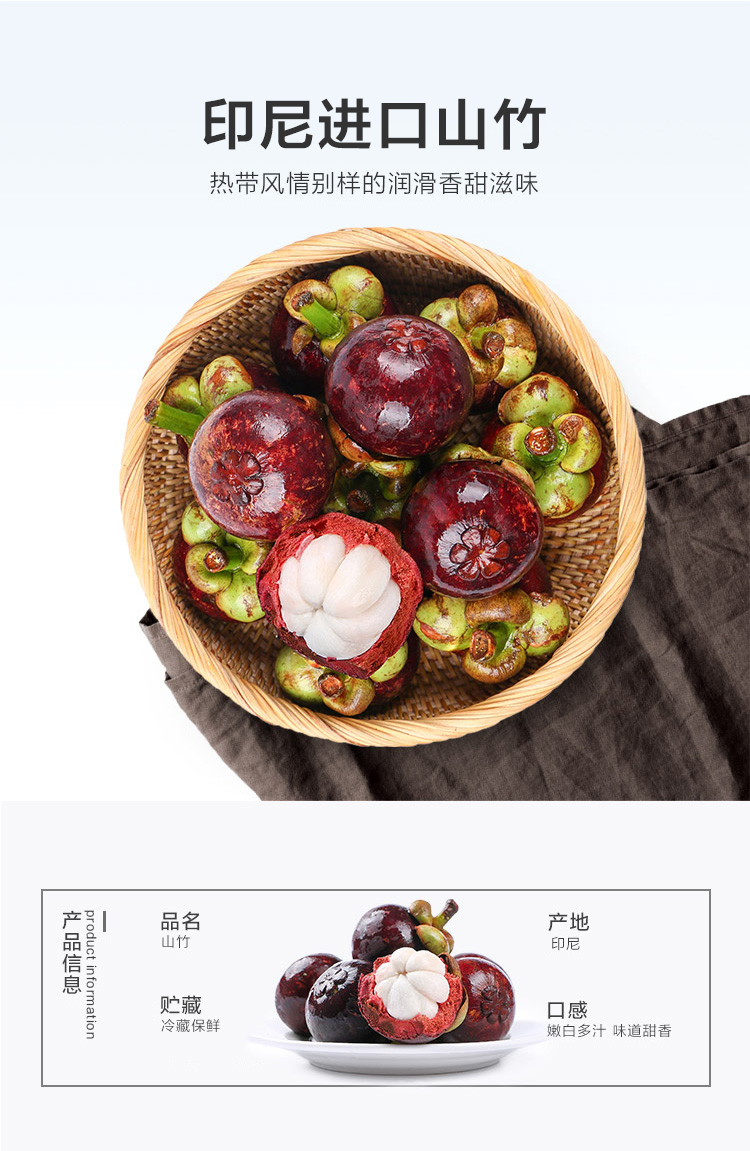 印尼进口山竹
热带风情别样的润滑香甜滋味
产品信息
product information
品名
山竹
产地
印尼
贮藏
冷藏保鲜
口感
嫩白多汁 味道甜香